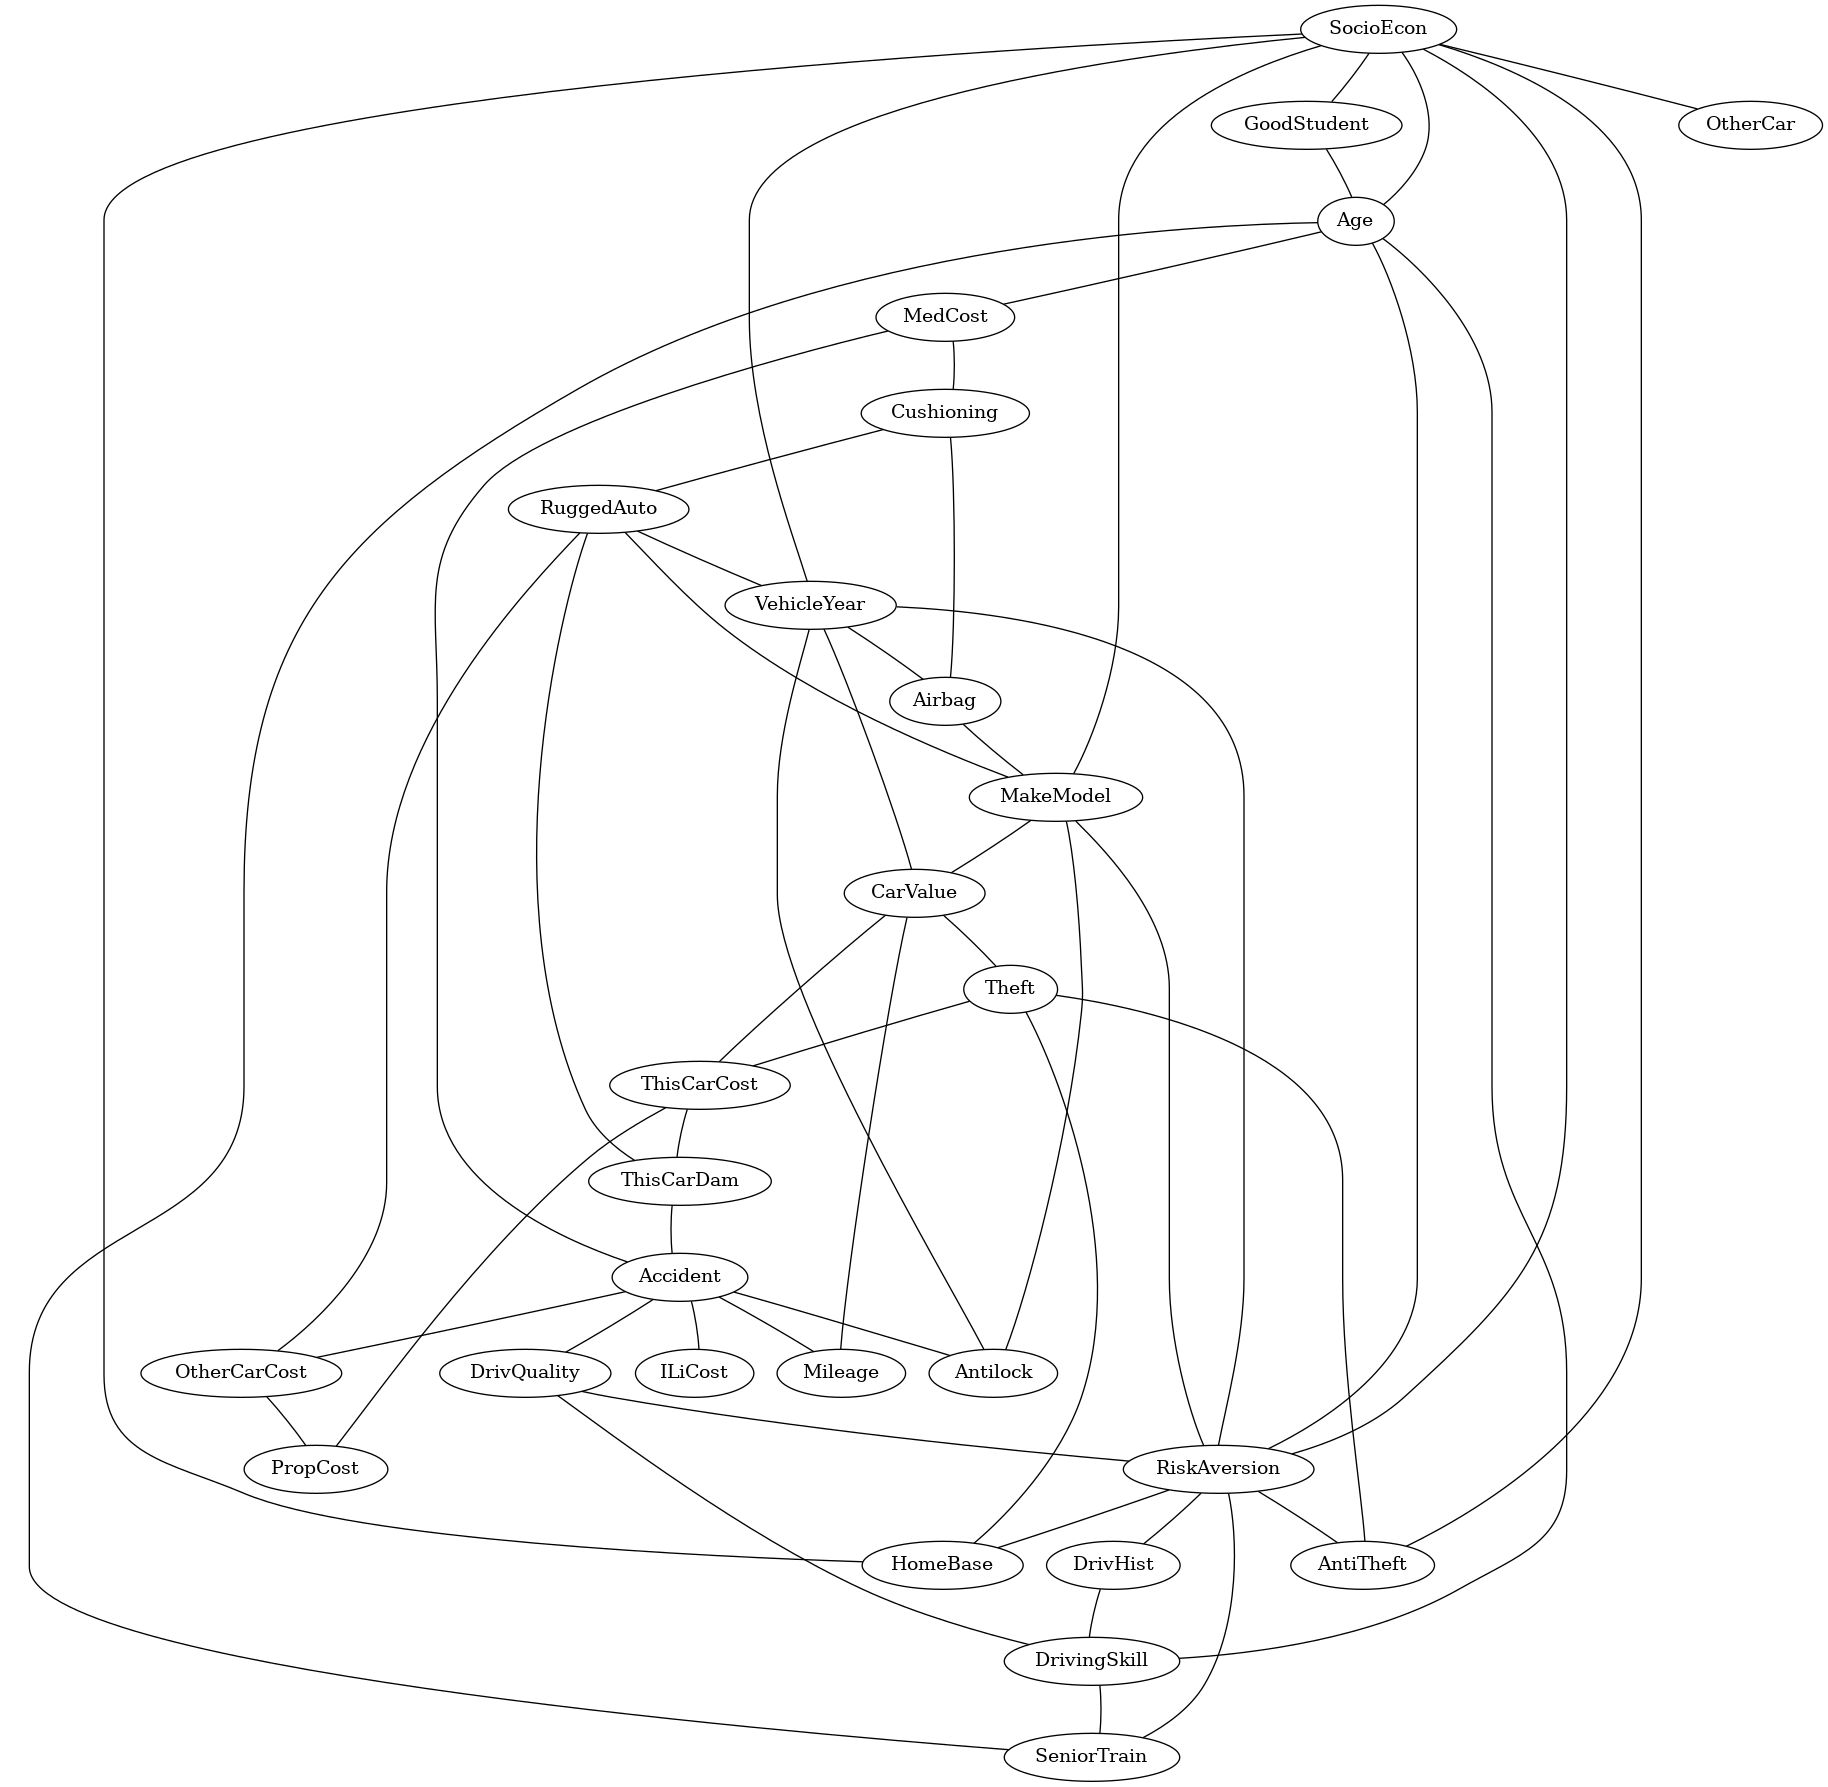 SocioEcon
GoodStudent
OtherCar
Age
MedCost
Cushioning
RuggedAuto
VehicleYear
Airbag
MakeModel
CarValue
Theft
ThisCarCost
ThisCarDam
Accident
OtherCarCost
DrivQuality
ILiCost
Mileage
Antilock
PropCost
RiskAversion
HomeBase
DrivHist
AntiTheft
DrivingSkill
SeniorTrain